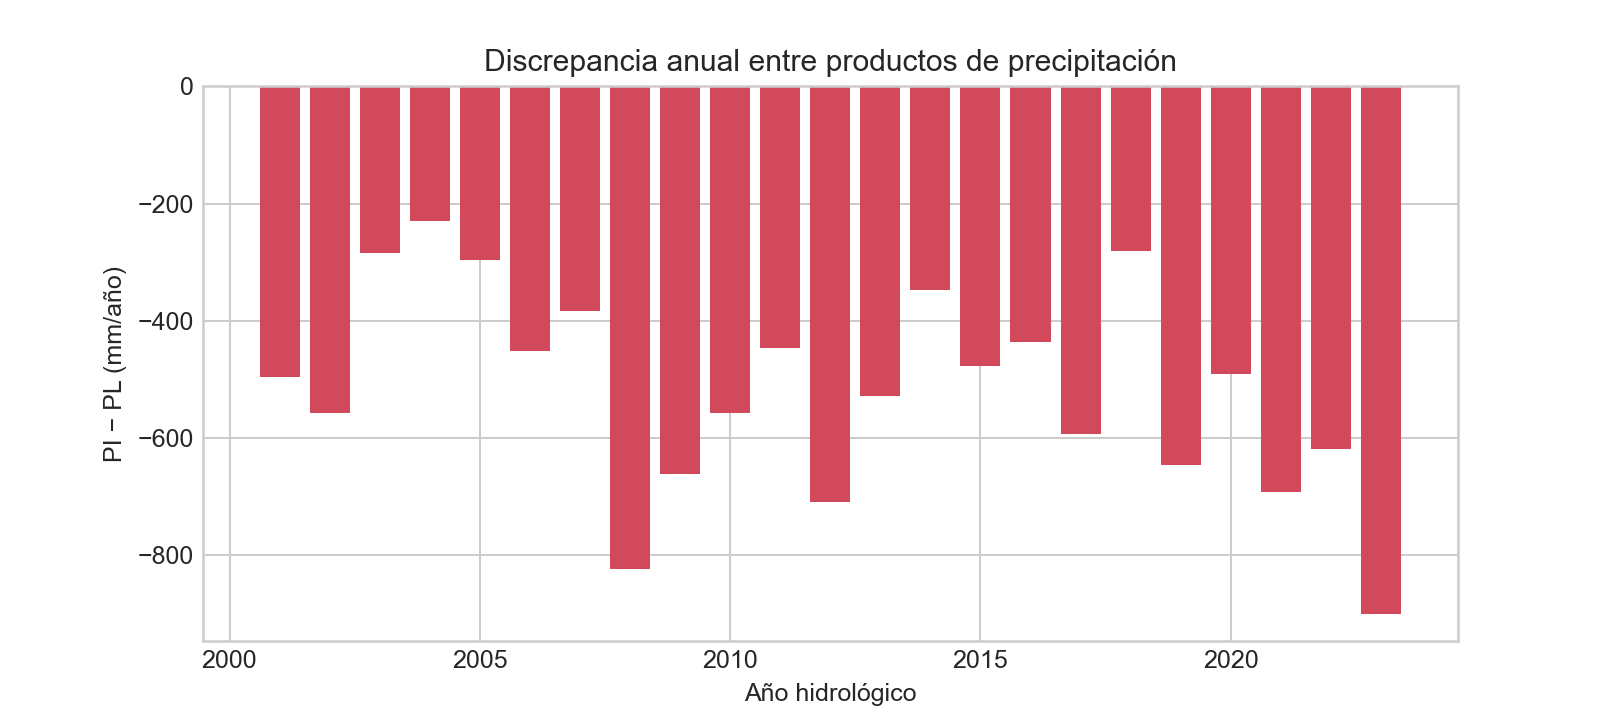 Discrepancia anual entre productos de precipitación
0
−200
−400
−600
−800
PI − PL (mm/año)
2000 2005 2010 2015 2020
Año hidrológico